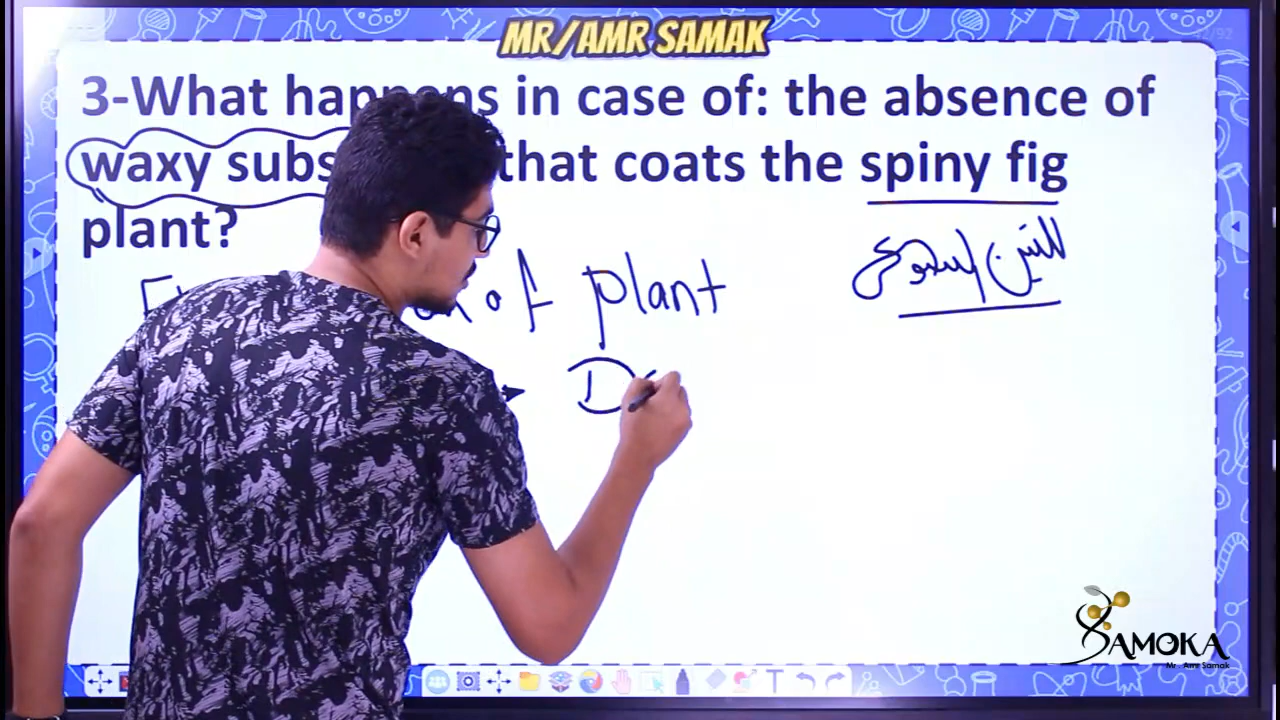 MR/AMR SAMAK
3-What happens in case of: the absence of
waxy subs that coats the spiny fig
plant?
التين الشوكي
of plant
SAMOKA
Mr. Amr Samak